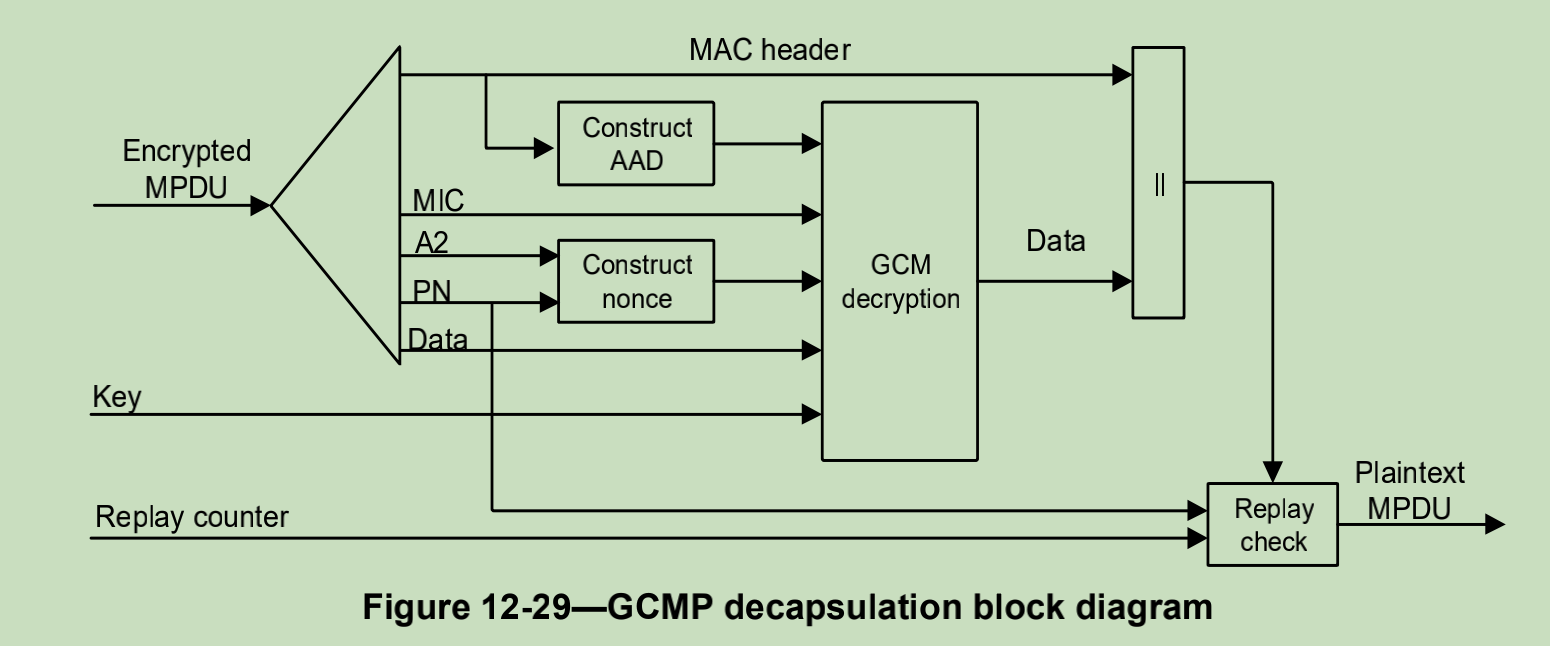 MAC header
Encrypted
MPDU
Construct
AAD
MIC
A2
PN
Data
Construct
nonce
GCM
decryption
Data
||
Key
Replay counter
Replay
check
Plaintext
MPDU
Figure 12-29—GCMP decapsulation block diagram